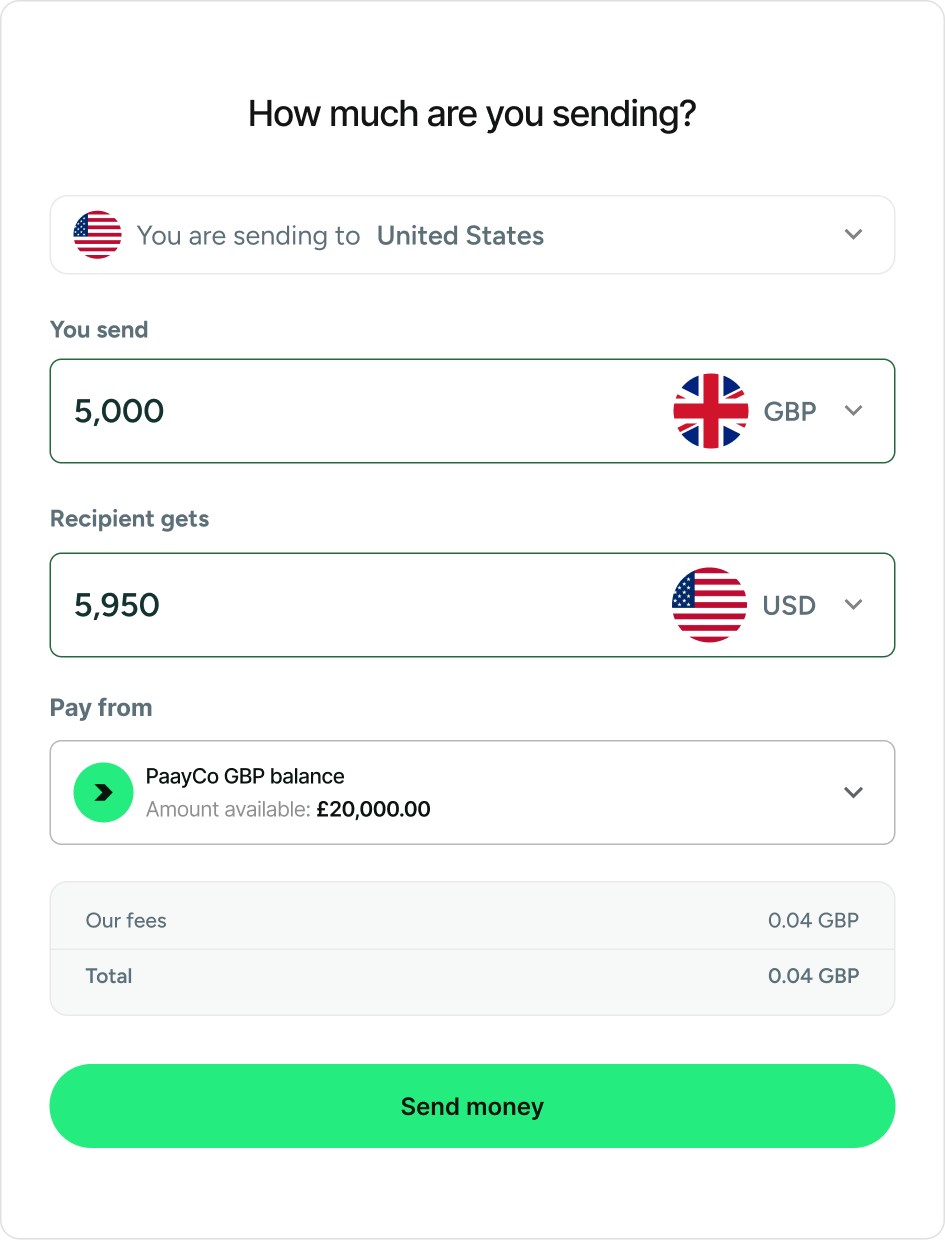 How much are you sending?
You are sending to United States
You send
5,000 GBP
Recipient gets
5,950 USD
Pay from
PaayCo GBP balance
Amount available: £20,000.00
Our fees 0.04 GBP
Total 0.04 GBP
Send money